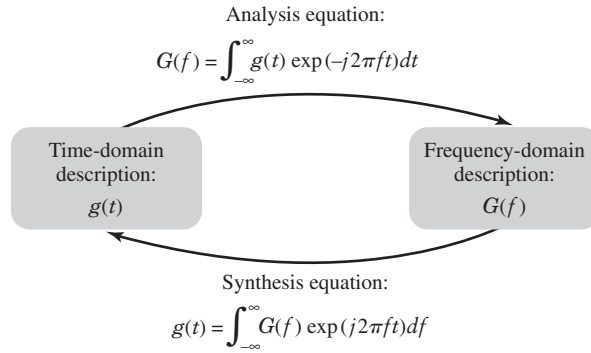 Analysis equation:
G(f) = ∫_{-∞}^{∞} g(t) exp (–j2πft)dt
Time-domain
description:
g(t)
Frequency-domain
description:
G(f)
Synthesis equation:
g(t) = ∫_{-∞}^{∞} G(f) exp (j2πft)df